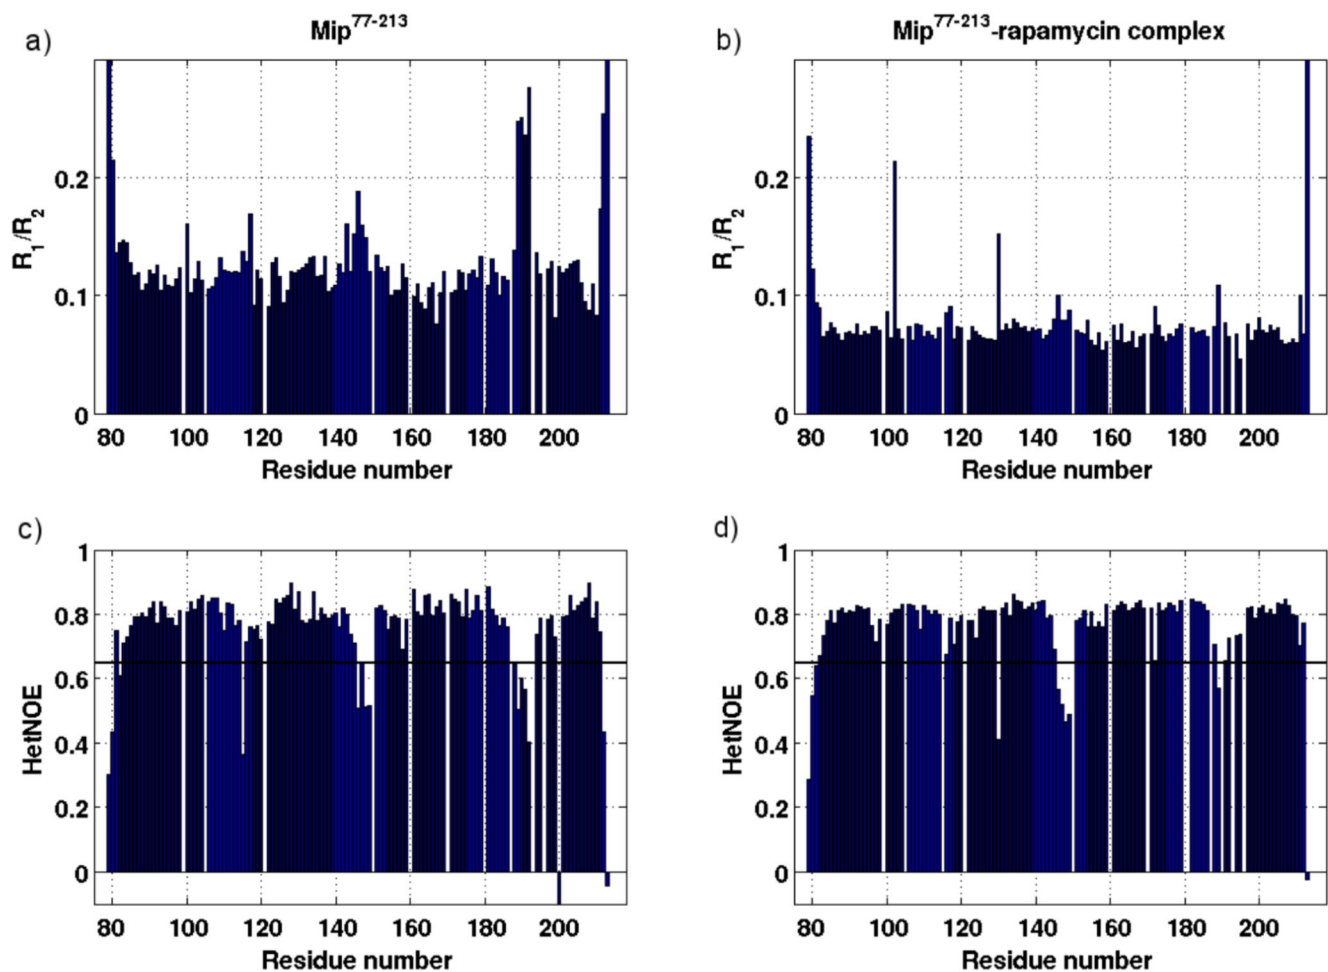 a)
Mip⁷⁷⁻²¹³
R₁/R₂
0.2
0.1
0
80 100 120 140 160 180 200
Residue number
b)
Mip⁷⁷⁻²¹³-rapamycin complex
R₁/R₂
0.2
0.1
0
80 100 120 140 160 180 200
Residue number
c)
HetNOE
1
0.8
0.6
0.4
0.2
0
80 100 120 140 160 180 200
Residue number
d)
HetNOE
1
0.8
0.6
0.4
0.2
0
80 100 120 140 160 180 200
Residue number